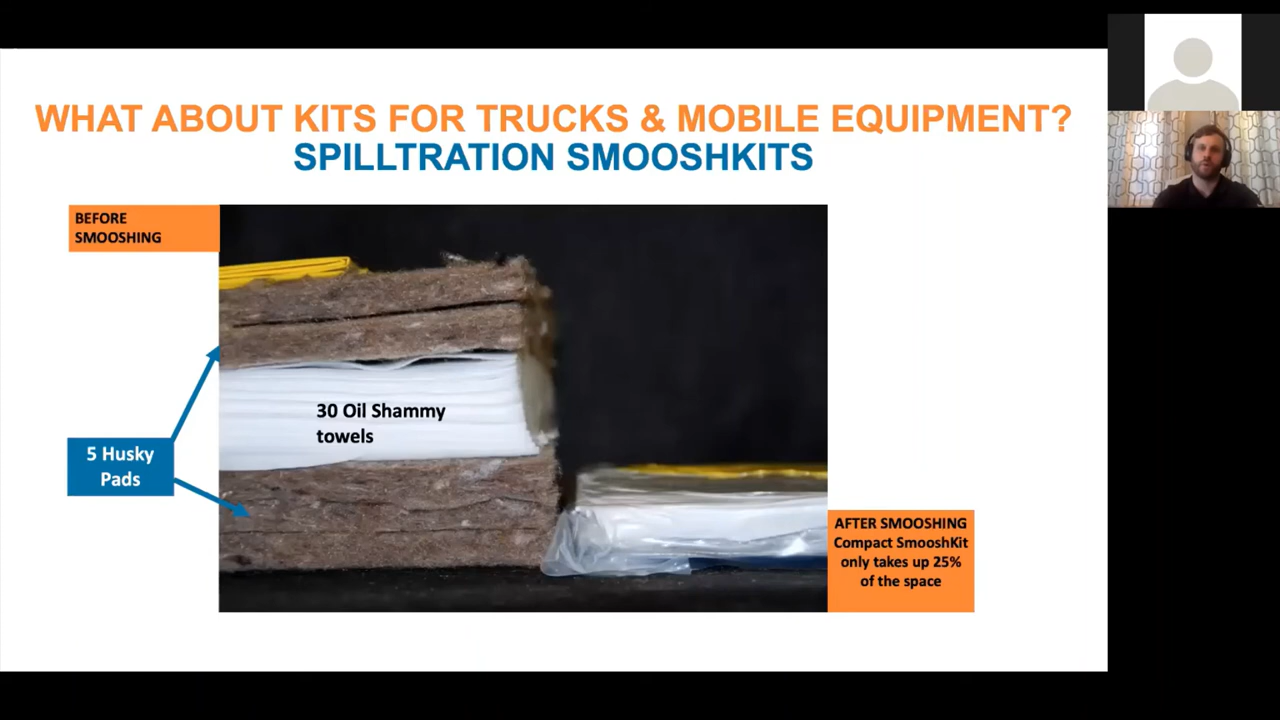 WHAT ABOUT KITS FOR TRUCKS & MOBILE EQUIPMENT?
SPILLTRATION SMOOSHKITS
BEFORE
SMOOSHING
30 Oil Shammy
towels
5 Husky
Pads
AFTER SMOOSHING
Compact SmooshKit
only takes up 25%
of the space